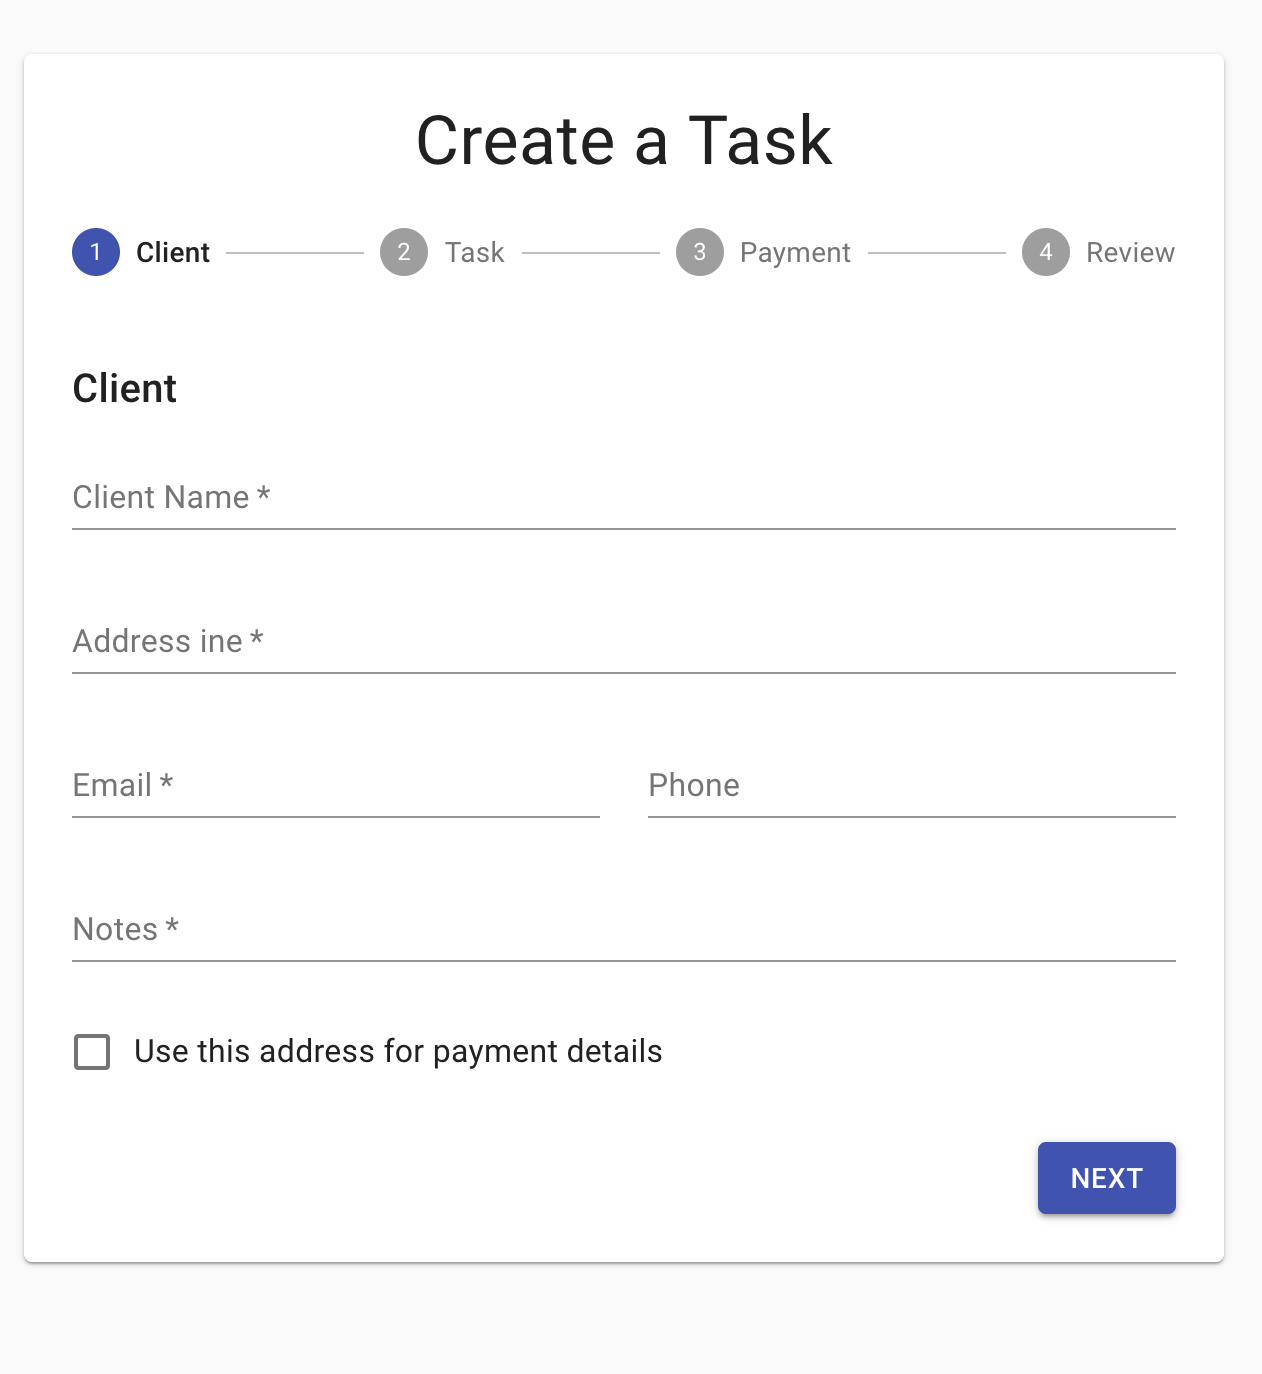 Create a Task
1 Client 2 Task 3 Payment 4 Review
Client
Client Name *
Address ine *
Email * Phone
Notes *
Use this address for payment details
NEXT